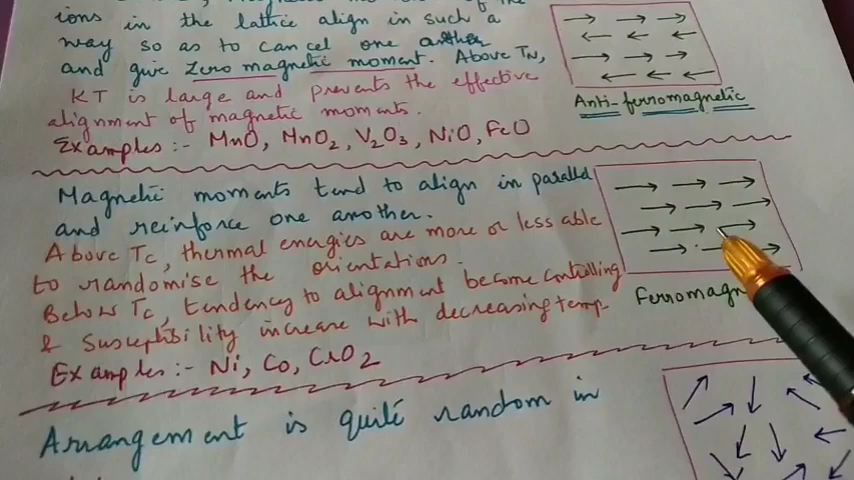 ions in the lattice align in such a
way so as to cancel one another
and give Zero magnetic moment. Above TN,
KT is large and prevents the effective
alignment of magnetic moments.
Examples :- MnO, MnO2, V2O3, NiO, FeO
Anti-ferromagnetic
Magnetic moments tend to align in parallel
and reinforce one another.
Above Tc, thermal energies are more or less able
to randomise the orientations.
Below Tc, tendency to alignment become controlling
& Susceptibility increase with decreasing temp.
Examples :- Ni, Co, CrO2
Ferromagn
Arrangement is quite random in